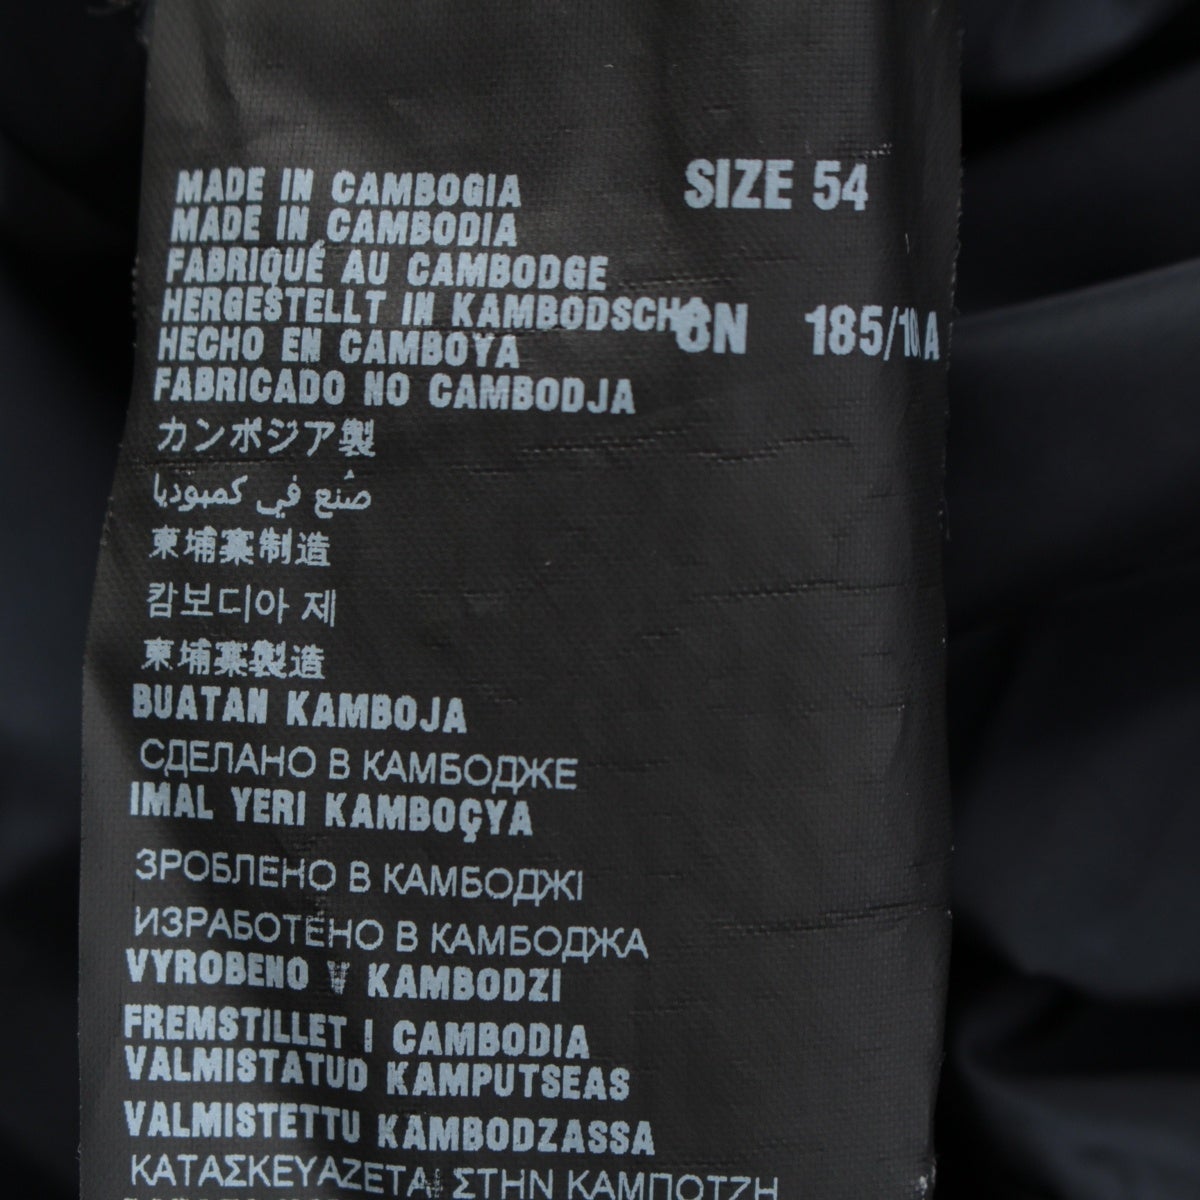 MADE IN CAMBOGIA
SIZE 54
MADE IN CAMBODIA
FABRIQUÉ AU CAMBODGE
HERGESTELLT IN KAMBODSCHA
185/10 A
HECHO EN CAMBOYA
FABRICADO NO CAMBODJA
カンボジア製
صُنع في كمبوديا
柬埔寨制造
캄보디아 제
柬埔寨製造
BUATAN KAMBOJA
СДЕЛАНО В КАМБОДЖЕ
IMAL YERI KAMBOÇYA
ЗРОБЛЕНО В КАМБОДЖІ
ИЗРАБОТЕНО В КАМБОДЖА
VYROBENO V KAMBODZI
FREMSTILLET I CAMBODIA
VALMISTATUD KAMPUTSEAS
VALMISTETTU KAMBODZASSA
ΚΑΤΑΣΚΕΥΑΖΕΤΑΙ ΣΤΗΝ ΚΑΜΠΟΤΖΗ